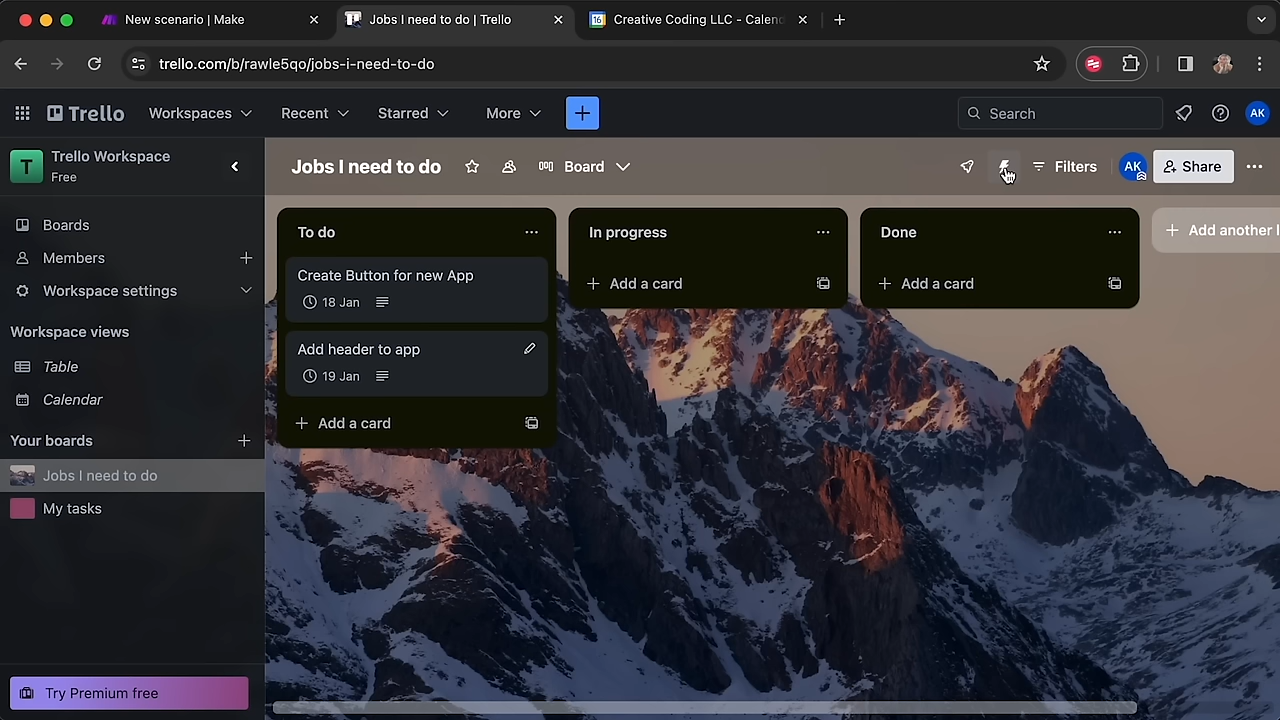 New scenario | Make
Jobs I need to do | Trello
Creative Coding LLC - Calend
trello.com/b/rawle5qo/jobs-i-need-to-do
Trello
Workspaces
Recent
Starred
More
Search
AK
T
Trello Workspace
Free
Jobs I need to do
Board
Filters
AK
Share
Boards
Members
Workspace settings
Workspace views
Table
Calendar
Your boards
Jobs I need to do
My tasks
Try Premium free
To do
Create Button for new App
18 Jan
Add header to app
19 Jan
Add a card
In progress
Add a card
Done
Add a card
Add another l